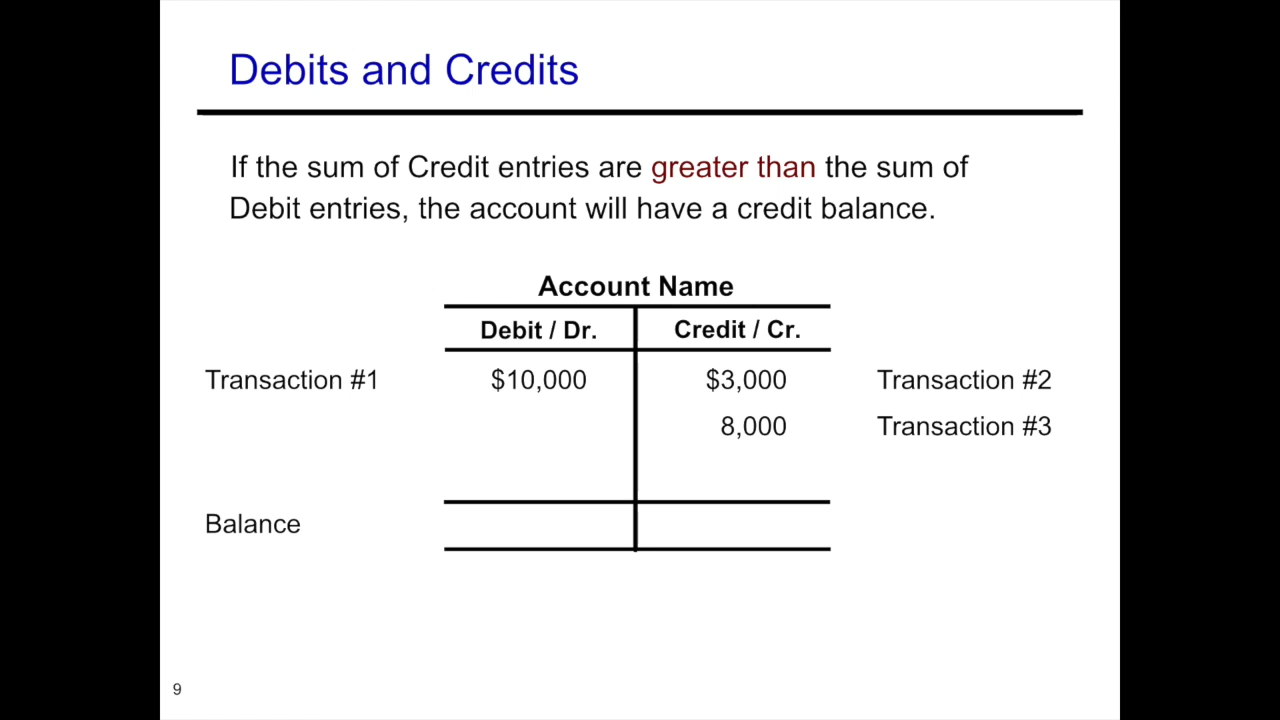 Debits and Credits
If the sum of Credit entries are greater than the sum of
Debit entries, the account will have a credit balance.
Account Name
Debit / Dr. Credit / Cr.
Transaction #1 $10,000 $3,000 Transaction #2
8,000 Transaction #3
Balance
9